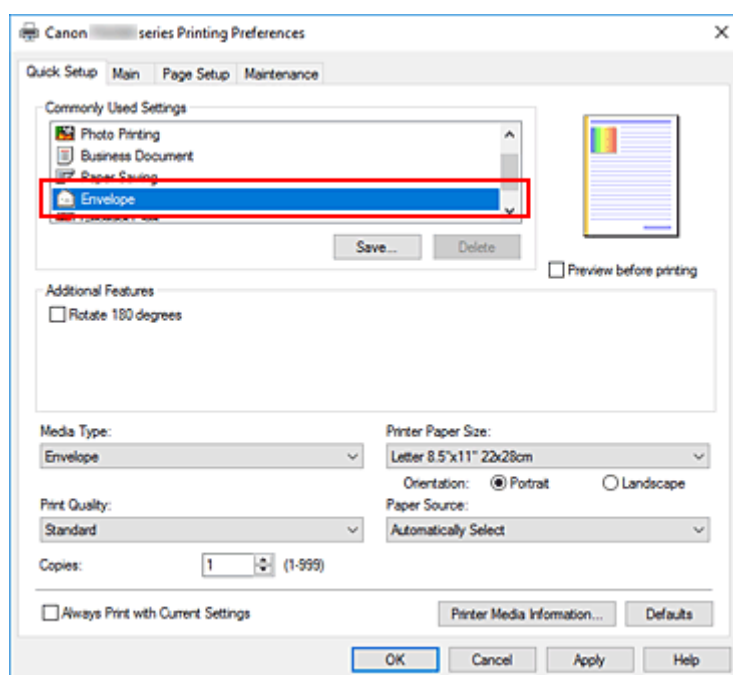 Canon series Printing Preferences
Quick Setup Main Page Setup Maintenance
Commonly Used Settings
Photo Printing
Business Document
Paper Saving
Envelope
Save... Delete
Preview before printing
Additional Features
Rotate 180 degrees
Media Type: Printer Paper Size:
Envelope Letter 8.5"x11" 22x28cm
Orientation: Portrait Landscape
Print Quality: Paper Source:
Standard Automatically Select
Copies: 1 (1-999)
Always Print with Current Settings Printer Media Information... Defaults
OK Cancel Apply Help